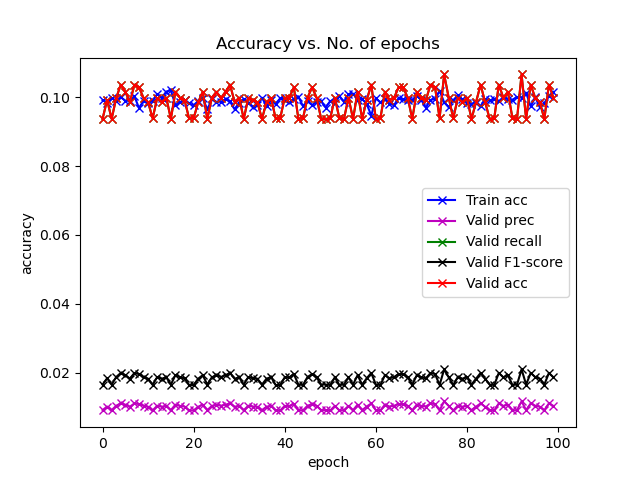 Accuracy vs. No. of epochs
accuracy
0.10
0.08
0.06
0.04
0.02
Train acc
Valid prec
Valid recall
Valid F1-score
Valid acc
0 20 40 60 80 100
epoch